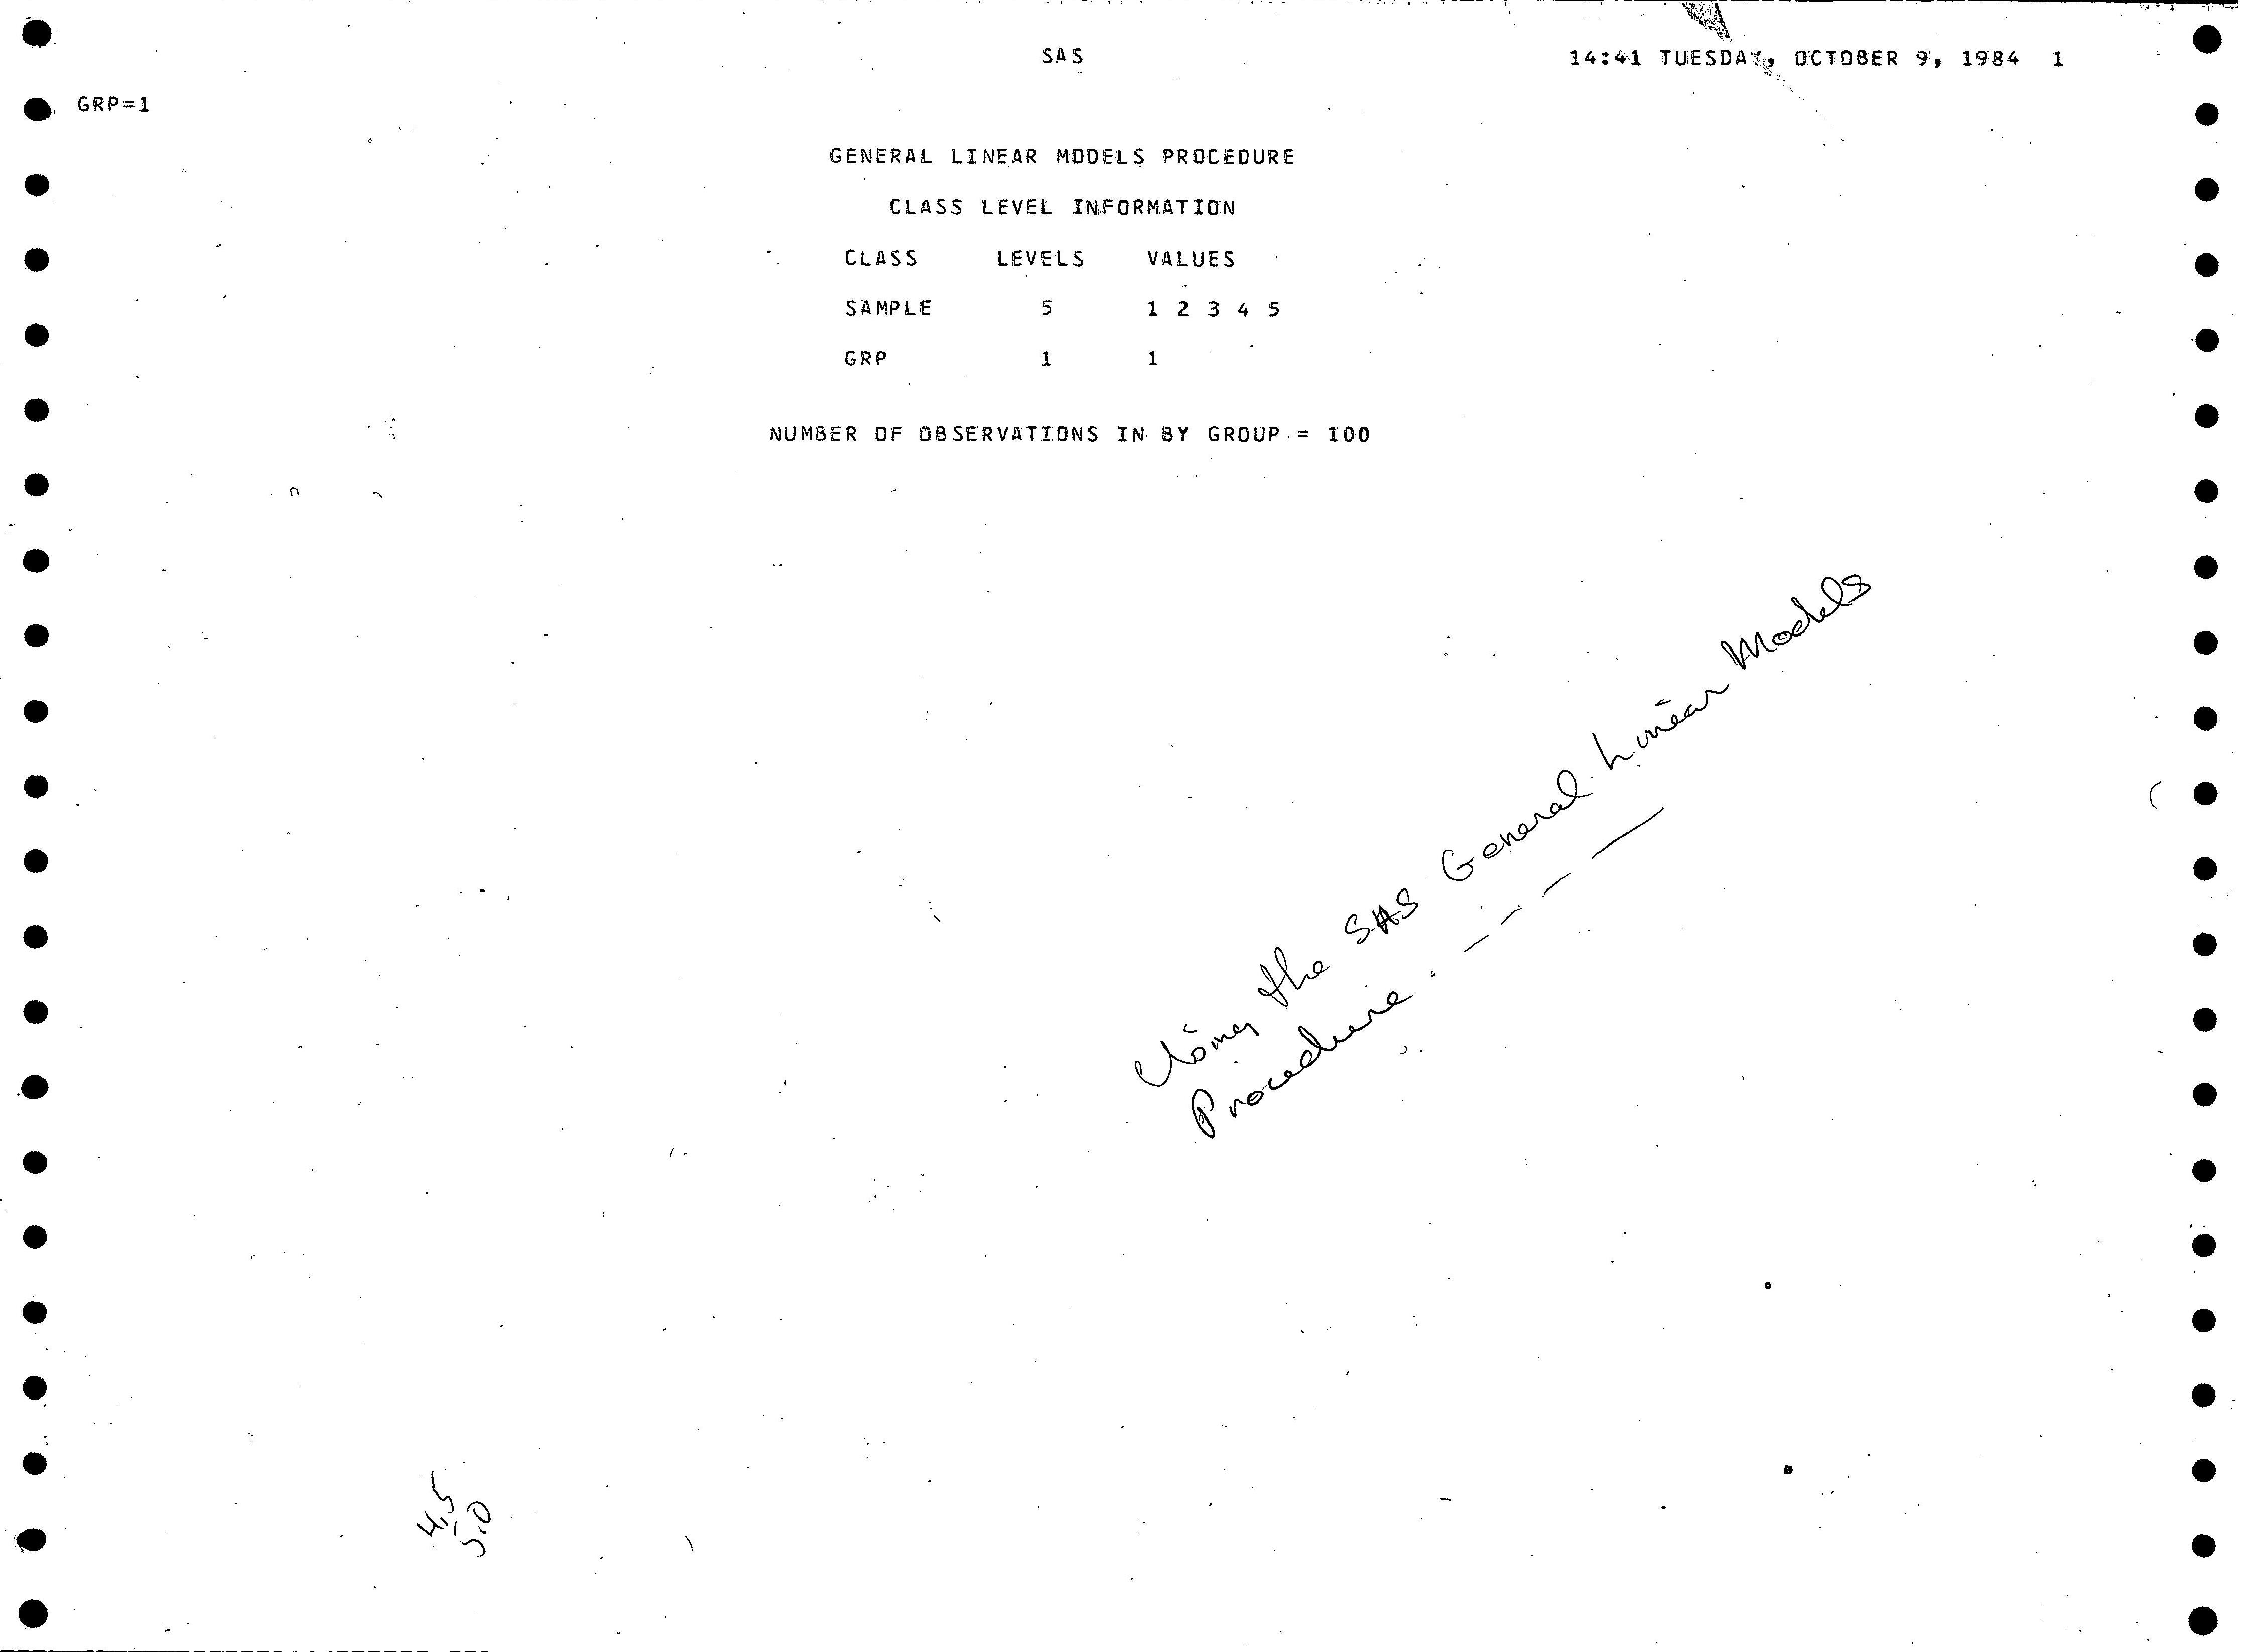 SAS 14:41 TUESDAY, OCTOBER 9, 1984 1
GRP=1
GENERAL LINEAR MODELS PROCEDURE
CLASS LEVEL INFORMATION
CLASS LEVELS VALUES
SAMPLE 5 1 2 3 4 5
GRP 1 1
NUMBER OF OBSERVATIONS IN BY GROUP = 100
Using the SAS General Linear Models
Procedure - - - —
4.5
5.0